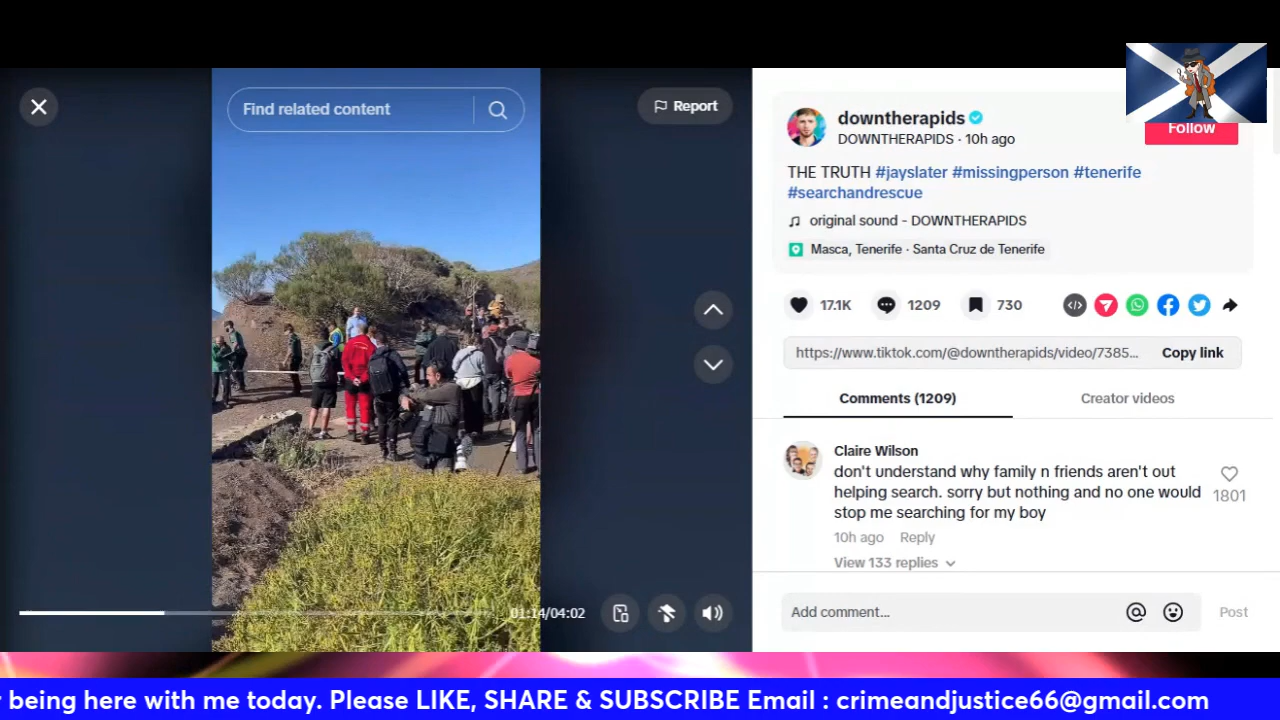 Find related content
Report
downtherapids
DOWNTHERAPIDS · 10h ago
Follow
THE TRUTH #jayslater #missingperson #tenerife
#searchandrescue
original sound - DOWNTHERAPIDS
Masca, Tenerife · Santa Cruz de Tenerife
17.1K
1209
730
https://www.tiktok.com/@downtherapids/video/7385...
Copy link
Comments (1209)
Creator videos
Claire Wilson
don't understand why family n friends aren't out
helping search. sorry but nothing and no one would
stop me searching for my boy
1801
10h ago
Reply
View 133 replies
01:14/04:02
Add comment...
Post
being here with me today. Please LIKE, SHARE & SUBSCRIBE Email : crimeandjustice66@gmail.com